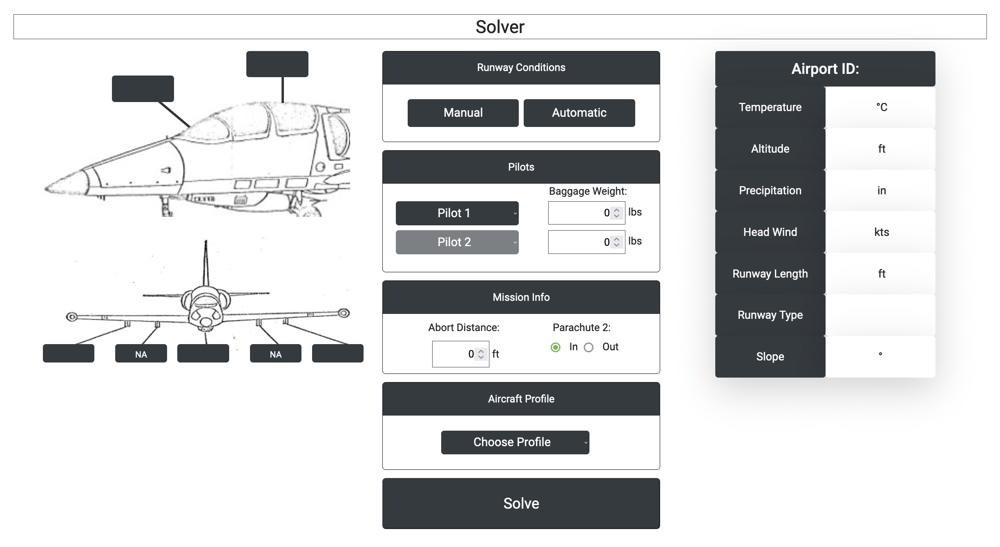 Solver
NA
NA
Runway Conditions
Manual
Automatic
Pilots
Baggage Weight:
Pilot 1
0 lbs
Pilot 2
0 lbs
Mission Info
Abort Distance:
0 ft
Parachute 2:
In
Out
Aircraft Profile
Choose Profile
Solve
Airport ID:
Temperature °C
Altitude ft
Precipitation in
Head Wind kts
Runway Length ft
Runway Type
Slope °